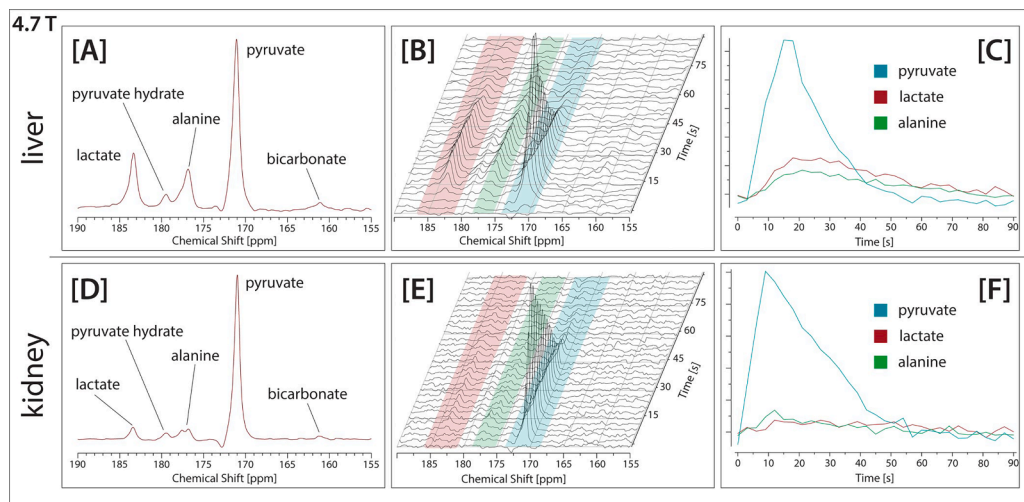 4.7 T
liver
[A]
pyruvate
pyruvate hydrate
alanine
lactate
bicarbonate
190 185 180 175 170 165 160 155
Chemical Shift [ppm]
[B]
75
60
45
30
15
Time [s]
190 185 180 175 170 165 160 155
Chemical Shift [ppm]
[C]
pyruvate
lactate
alanine
0 10 20 30 40 50 60 70 80 90
Time [s]
kidney
[D]
pyruvate
pyruvate hydrate
alanine
lactate
bicarbonate
190 185 180 175 170 165 160 155
Chemical Shift [ppm]
[E]
75
60
45
30
15
Time [s]
185 180 175 170 165 160 155
Chemical Shift [ppm]
[F]
pyruvate
lactate
alanine
0 10 20 30 40 50 60 70 80 90
Time [s]